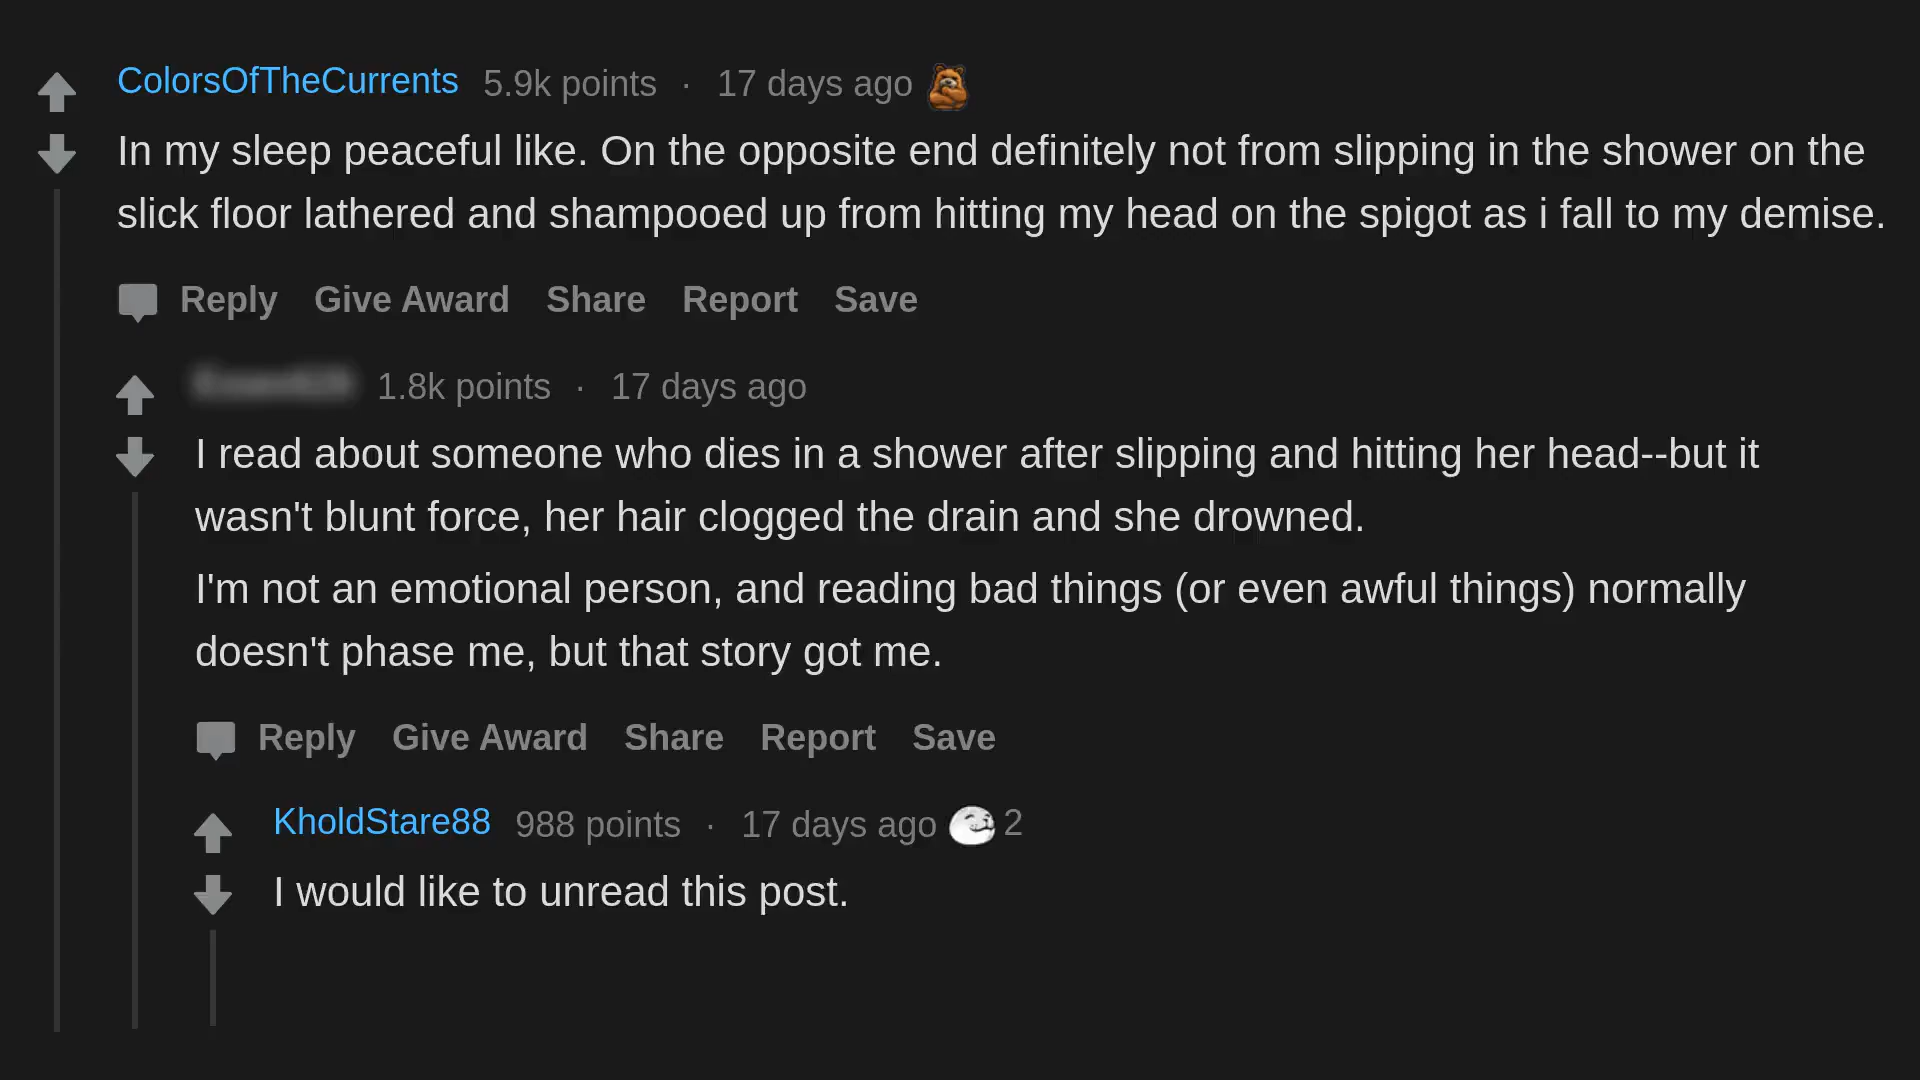 ColorsOfTheCurrents 5.9k points · 17 days ago
In my sleep peaceful like. On the opposite end definitely not from slipping in the shower on the
slick floor lathered and shampooed up from hitting my head on the spigot as i fall to my demise.
Reply Give Award Share Report Save
1.8k points · 17 days ago
I read about someone who dies in a shower after slipping and hitting her head--but it
wasn't blunt force, her hair clogged the drain and she drowned.
I'm not an emotional person, and reading bad things (or even awful things) normally
doesn't phase me, but that story got me.
Reply Give Award Share Report Save
KholdStare88 988 points · 17 days ago 2
I would like to unread this post.